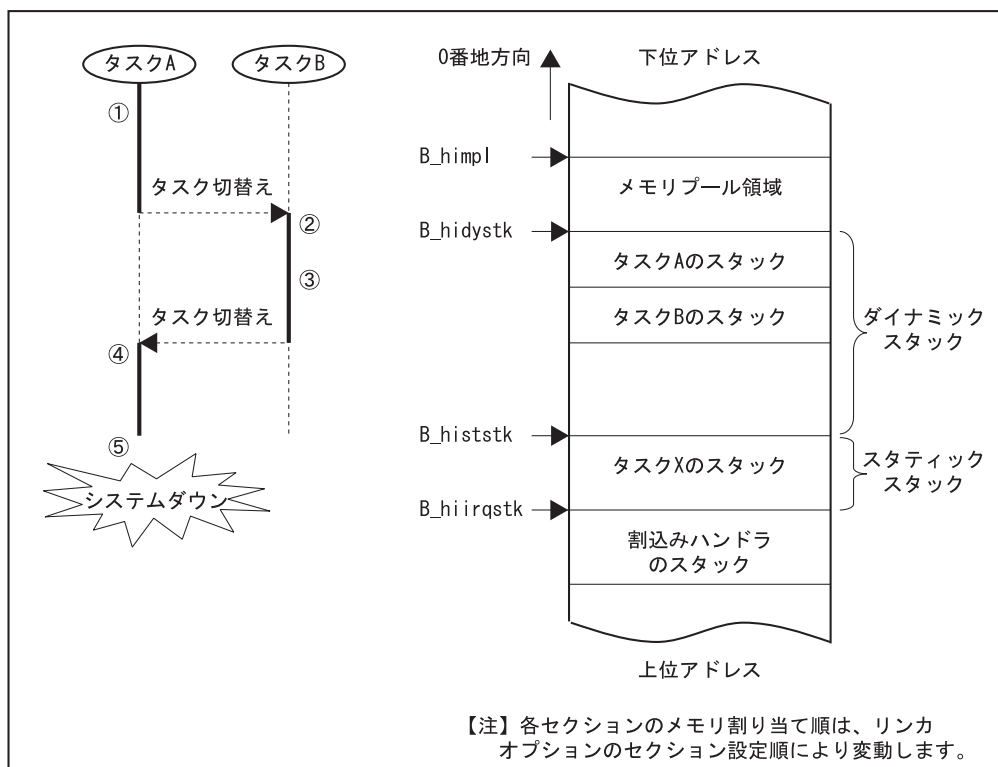 タスクA
タスクB
①
タスク切替え
②
③
タスク切替え
④
⑤
システムダウン
0番地方向
下位アドレス
B_himpl
メモリプール領域
B_hidystk
タスクAのスタック
タスクBのスタック
ダイナミック
スタック
B_histstk
タスクXのスタック
スタティック
スタック
B_hiirqstk
割込みハンドラ
のスタック
上位アドレス
【注】各セクションのメモリ割り当て順は、リンカ
オプションのセクション設定順により変動します。